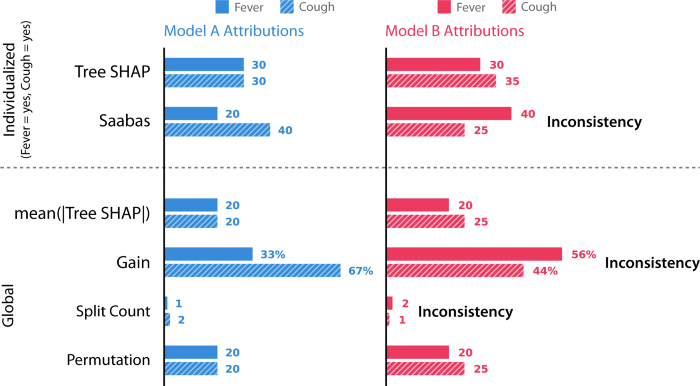 Fever Cough Fever Cough
Model A Attributions Model B Attributions
Individualized
(Fever = yes, Cough = yes)
Tree SHAP 30 30
30 35
Saabas 20 40
40 25 Inconsistency
mean(|Tree SHAP|) 20 20
20 25
Global
Gain 33% 56%
67% 44% Inconsistency
Split Count 1 2
2 1 Inconsistency
Permutation 20 20
20 25